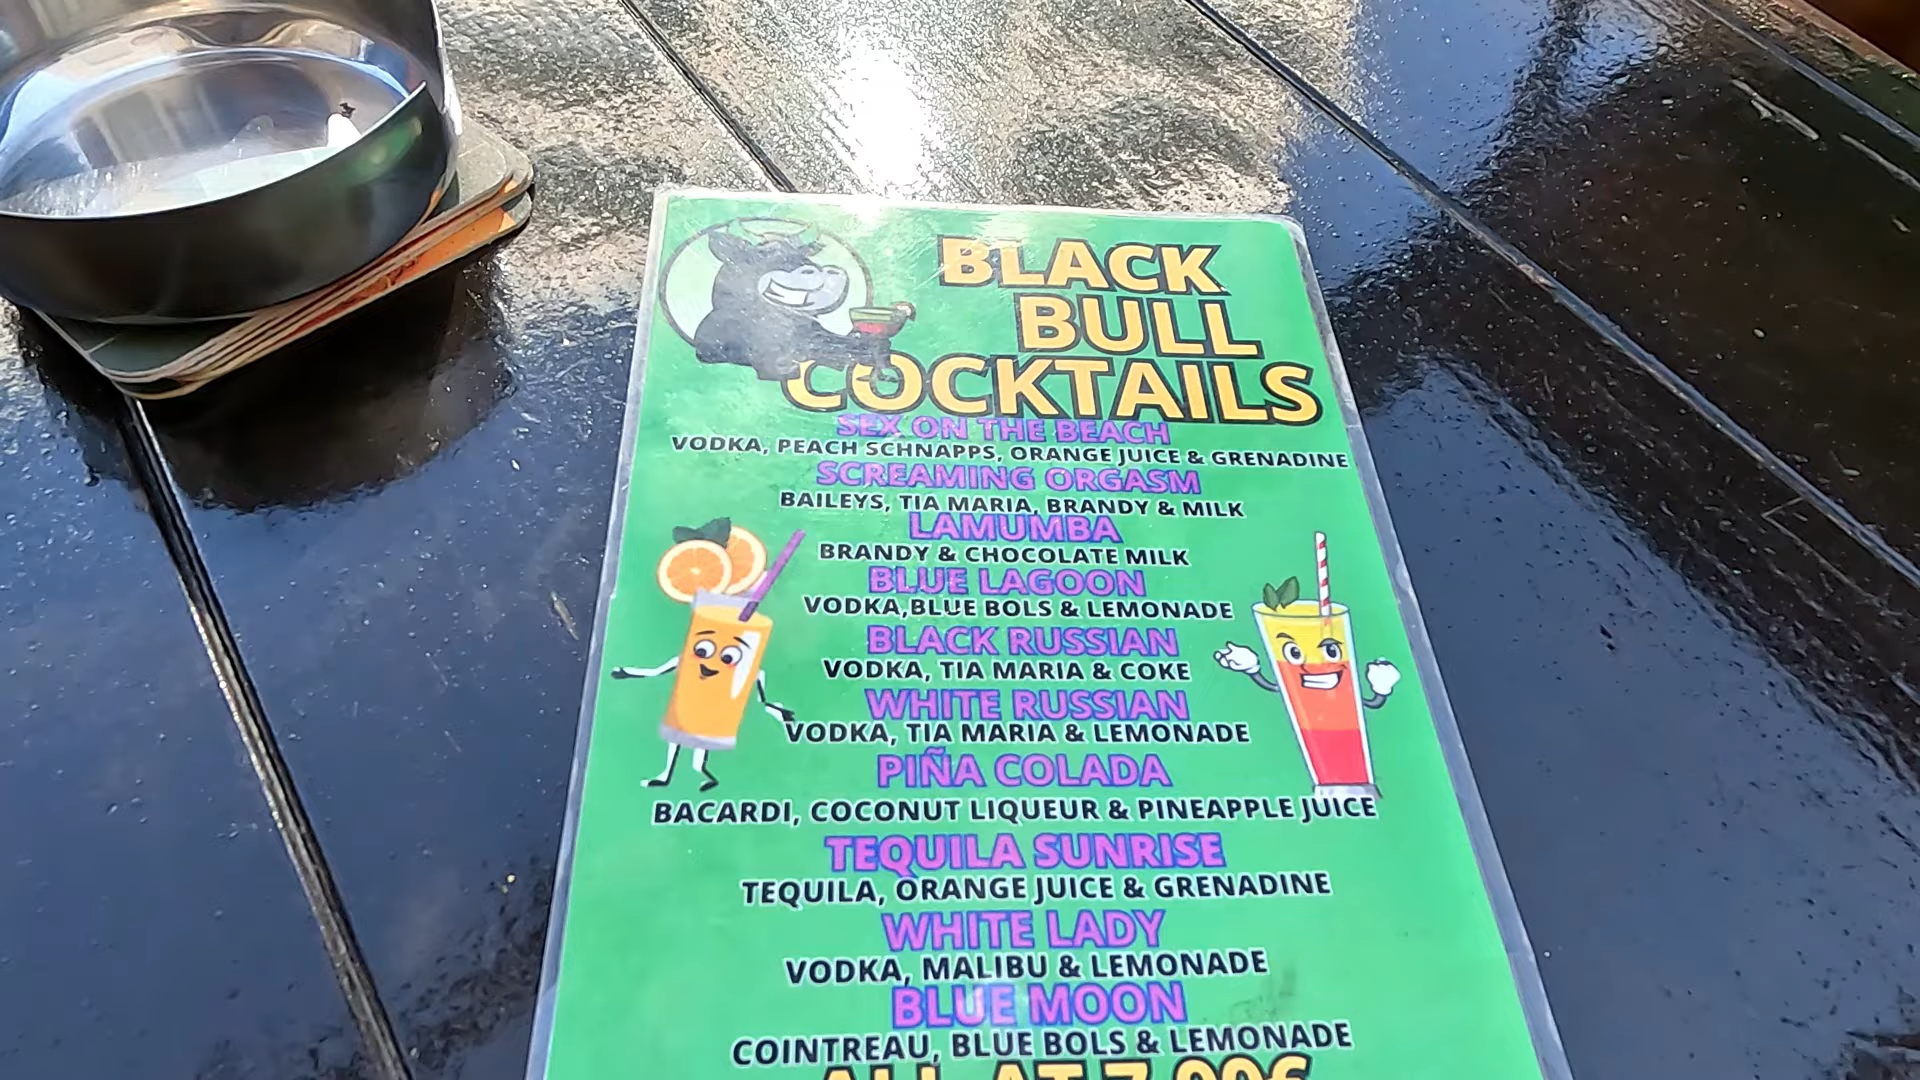 BLACK
BULL
COCKTAILS
SEX ON THE BEACH
VODKA, PEACH SCHNAPPS, ORANGE JUICE & GRENADINE
SCREAMING ORGASM
BAILEYS, TIA MARIA, BRANDY & MILK
LAMUMBA
BRANDY & CHOCOLATE MILK
BLUE LAGOON
VODKA,BLUE BOLS & LEMONADE
BLACK RUSSIAN
VODKA, TIA MARIA & COKE
WHITE RUSSIAN
VODKA, TIA MARIA & LEMONADE
PIÑA COLADA
BACARDI, COCONUT LIQUEUR & PINEAPPLE JUICE
TEQUILA SUNRISE
TEQUILA, ORANGE JUICE & GRENADINE
WHITE LADY
VODKA, MALIBU & LEMONADE
BLUE MOON
COINTREAU, BLUE BOLS & LEMONADE
ALL AT